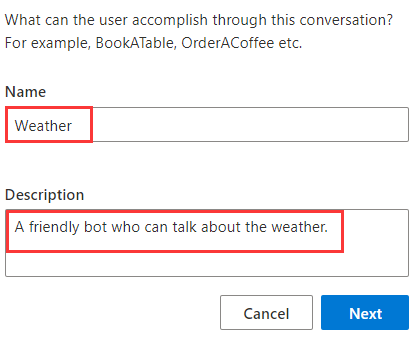 What can the user accomplish through this conversation?
For example, BookATable, OrderACoffee etc.
Name
Weather
Description
A friendly bot who can talk about the weather.
Cancel
Next